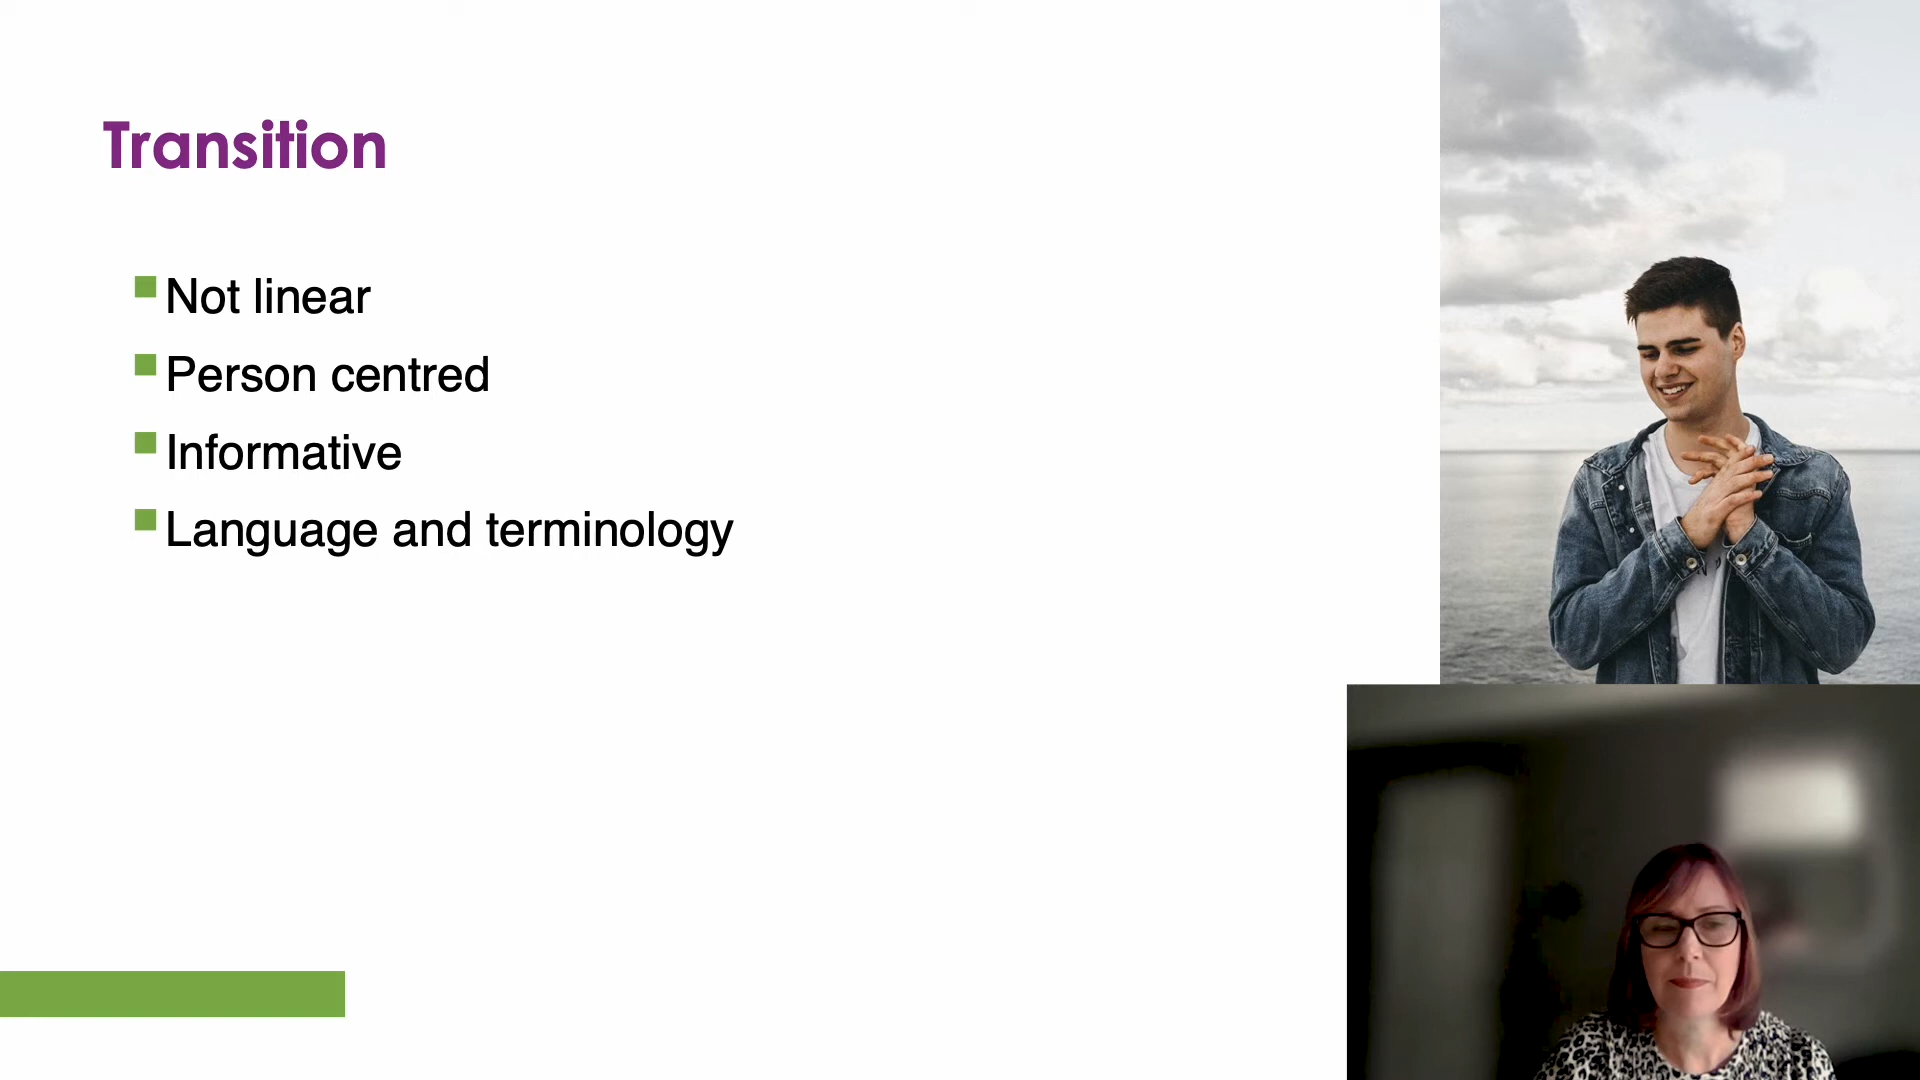 Transition
Not linear
Person centred
Informative
Language and terminology